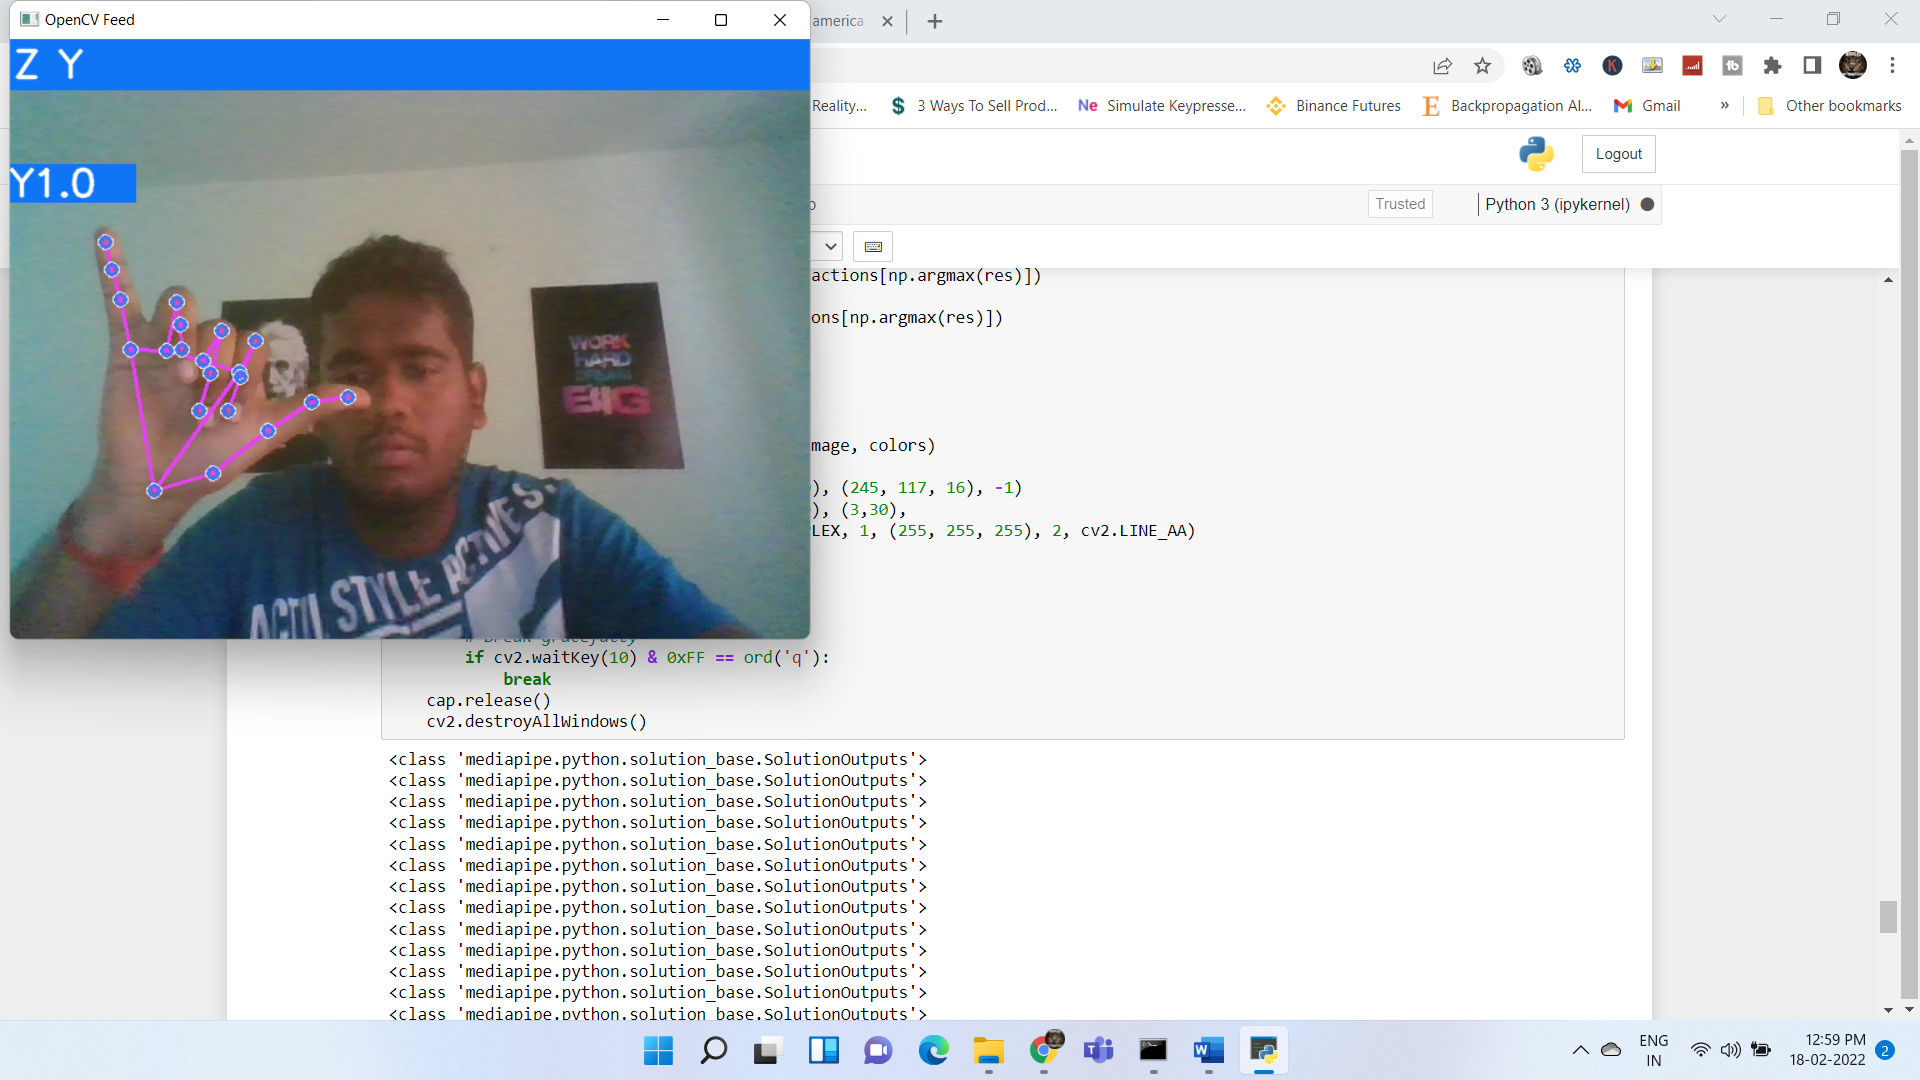 OpenCV Feed
america
Z Y
Y1.0
WORK
HARD
DREAM
BIG
STYLE
Reality...
3 Ways To Sell Prod...
Ne
Simulate Keypresse...
Binance Futures
E
Backpropagation Al...
Gmail
»
Other bookmarks
K
tb
Logout
Trusted
Python 3 (ipykernel)
actions[np.argmax(res)])
ons[np.argmax(res)])
mage, colors)
), (245, 117, 16), -1)
), (3,30),
LEX, 1, (255, 255, 255), 2, cv2.LINE_AA)
# Break gracefully
if cv2.waitKey(10) & 0xFF == ord('q'):
break
cap.release()
cv2.destroyAllWindows()
<class 'mediapipe.python.solution_base.SolutionOutputs'>
<class 'mediapipe.python.solution_base.SolutionOutputs'>
<class 'mediapipe.python.solution_base.SolutionOutputs'>
<class 'mediapipe.python.solution_base.SolutionOutputs'>
<class 'mediapipe.python.solution_base.SolutionOutputs'>
<class 'mediapipe.python.solution_base.SolutionOutputs'>
<class 'mediapipe.python.solution_base.SolutionOutputs'>
<class 'mediapipe.python.solution_base.SolutionOutputs'>
<class 'mediapipe.python.solution_base.SolutionOutputs'>
<class 'mediapipe.python.solution_base.SolutionOutputs'>
<class 'mediapipe.python.solution_base.SolutionOutputs'>
<class 'mediapipe.python.solution_base.SolutionOutputs'>
<class 'mediapipe.python.solution_base.SolutionOutputs'>
ENG
IN
12:59 PM
18-02-2022
2